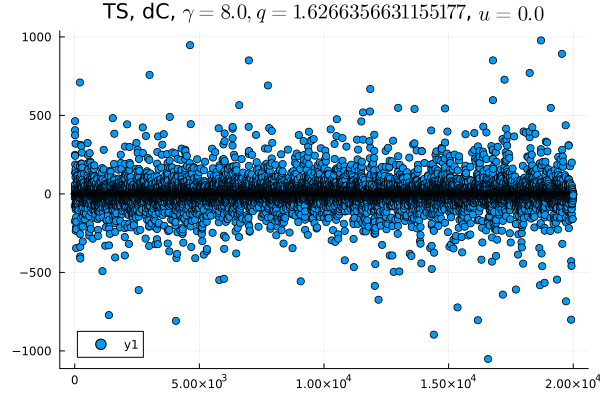 TS, dC, γ = 8.0, q = 1.6266356631155177, u = 0.0
1000
500
0
−500
−1000
y1
0 5.00×10³ 1.00×10⁴ 1.50×10⁴ 2.00×10⁴